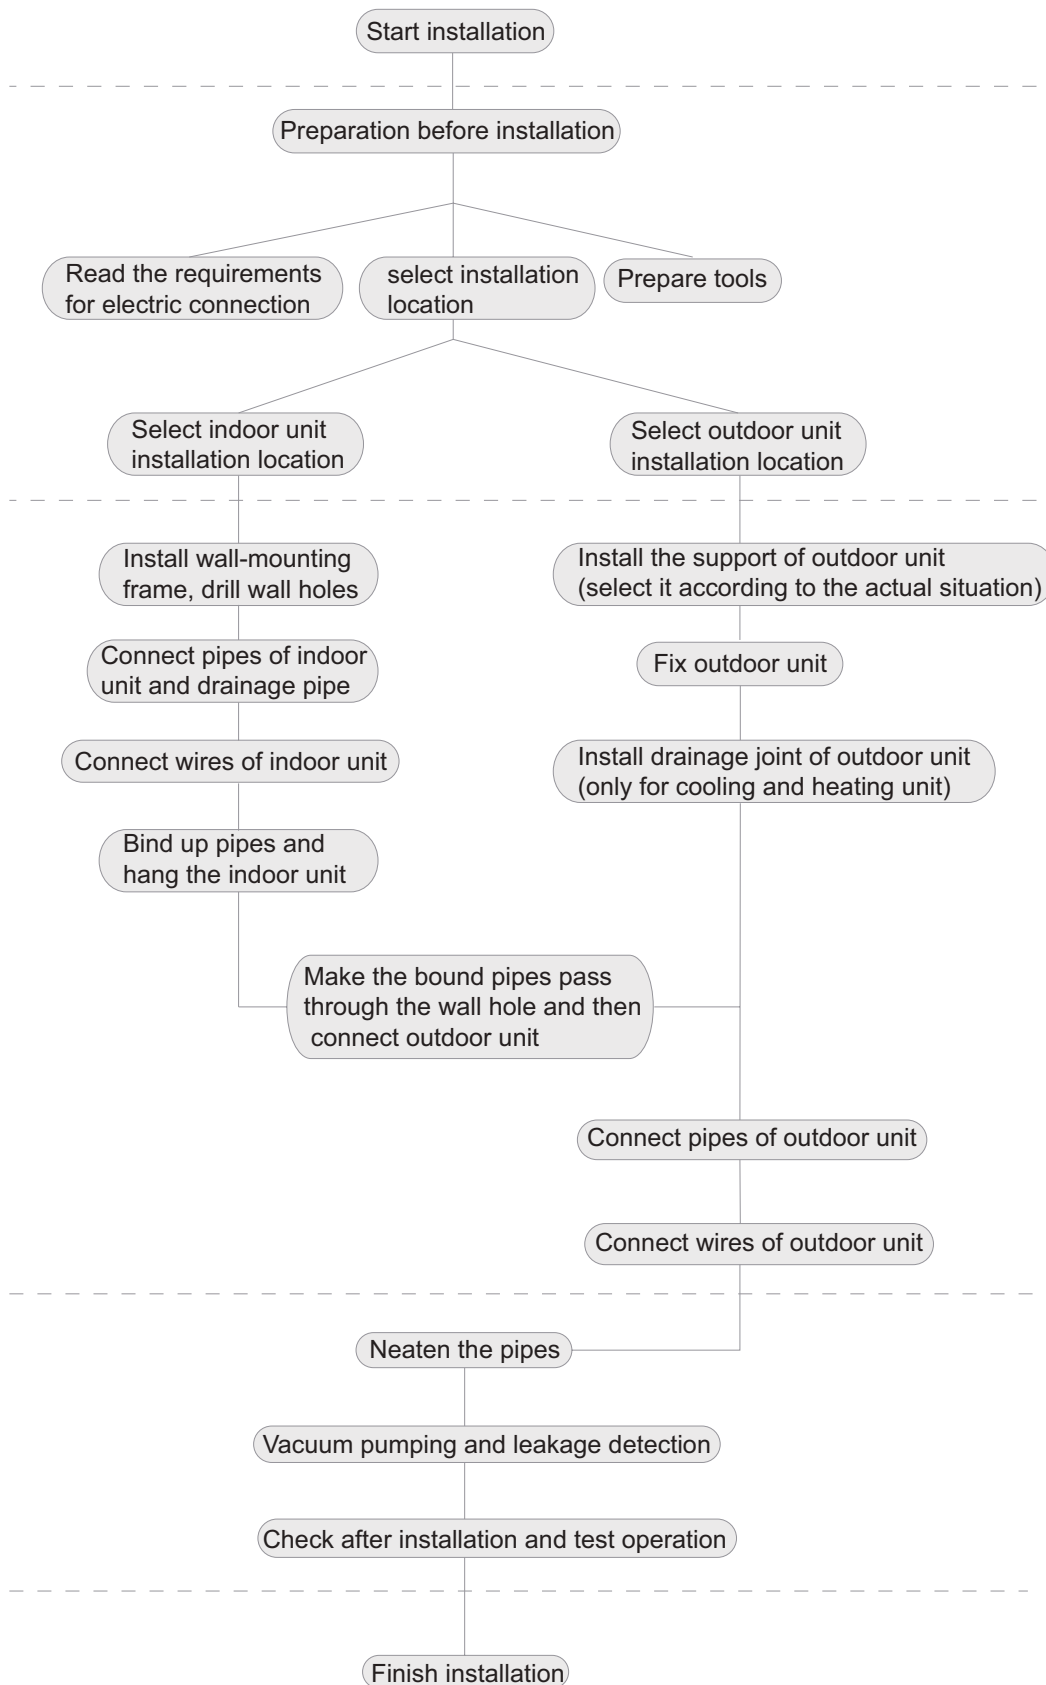 Start installation
Preparation before installation
Read the requirements
for electric connection
select installation
location
Prepare tools
Select indoor unit
installation location
Select outdoor unit
installation location
Install wall-mounting
frame, drill wall holes
Install the support of outdoor unit
(select it according to the actual situation)
Connect pipes of indoor
unit and drainage pipe
Fix outdoor unit
Connect wires of indoor unit
Install drainage joint of outdoor unit
(only for cooling and heating unit)
Bind up pipes and
hang the indoor unit
Make the bound pipes pass
through the wall hole and then
connect outdoor unit
Connect pipes of outdoor unit
Connect wires of outdoor unit
Neaten the pipes
Vacuum pumping and leakage detection
Check after installation and test operation
Finish installation